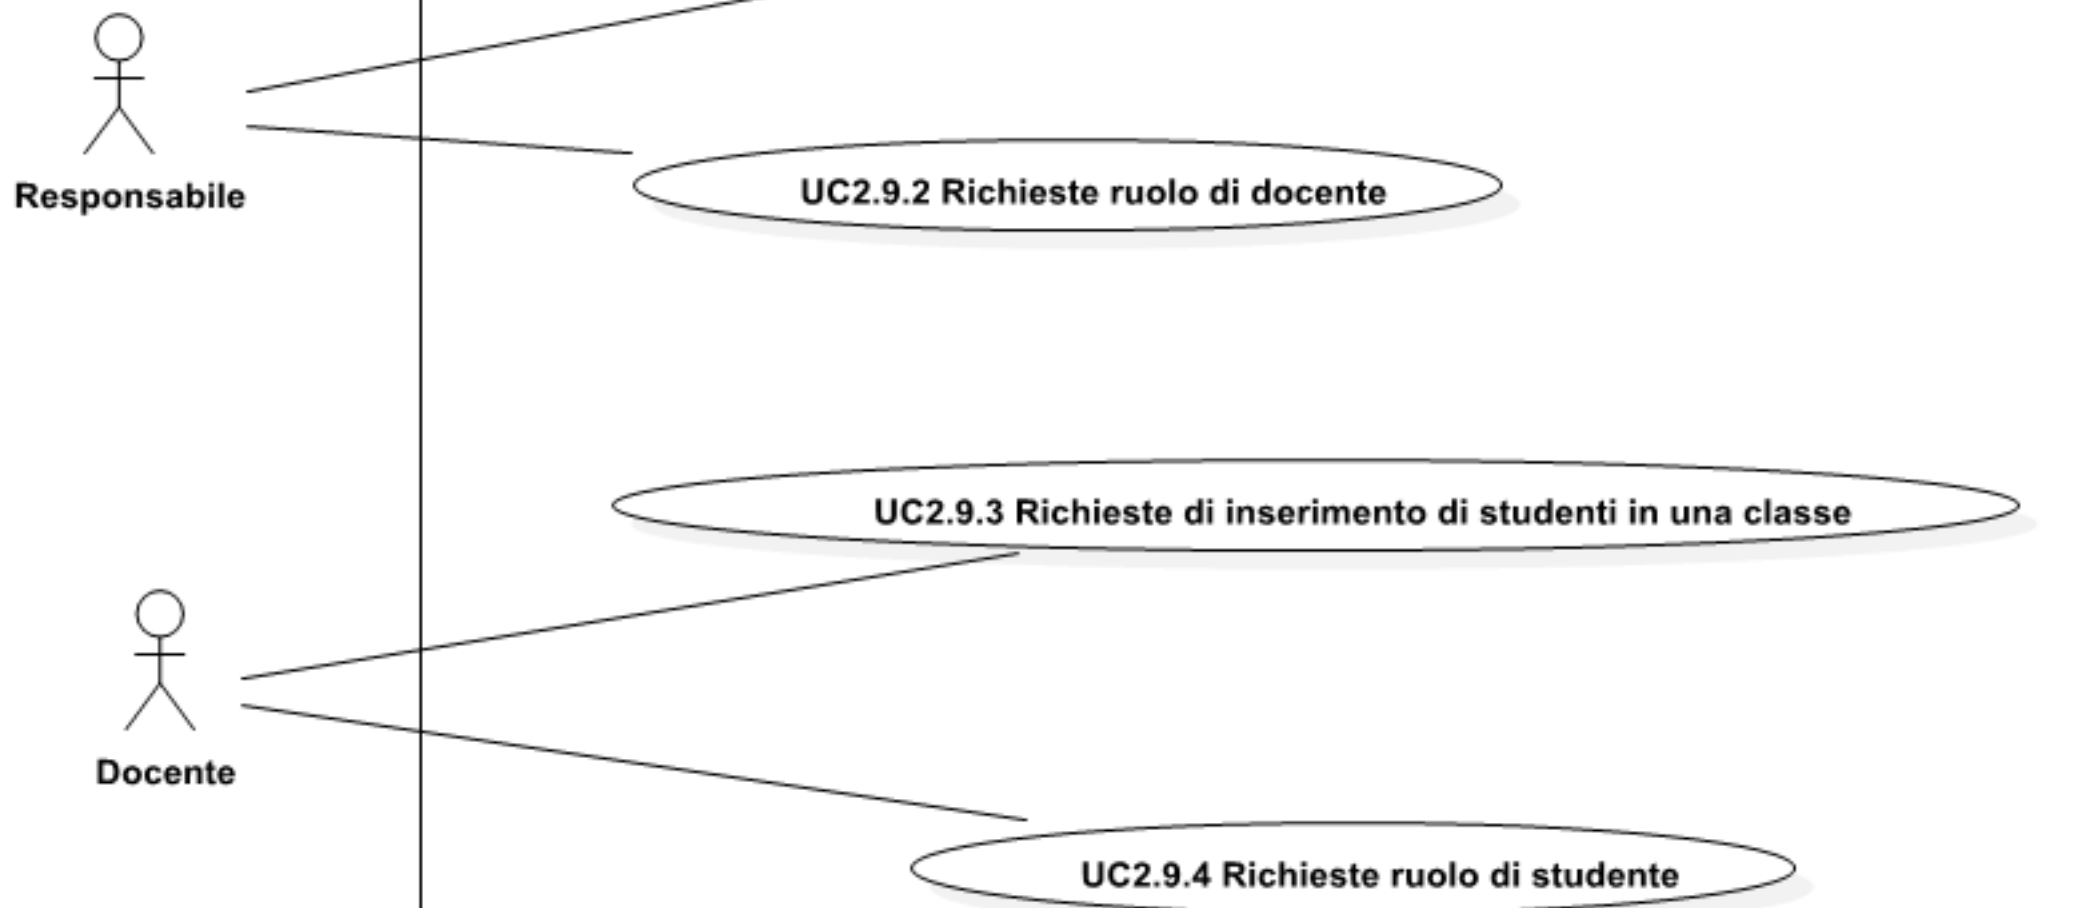 Responsabile
UC2.9.2 Richieste ruolo di docente
UC2.9.3 Richieste di inserimento di studenti in una classe
Docente
UC2.9.4 Richieste ruolo di studente